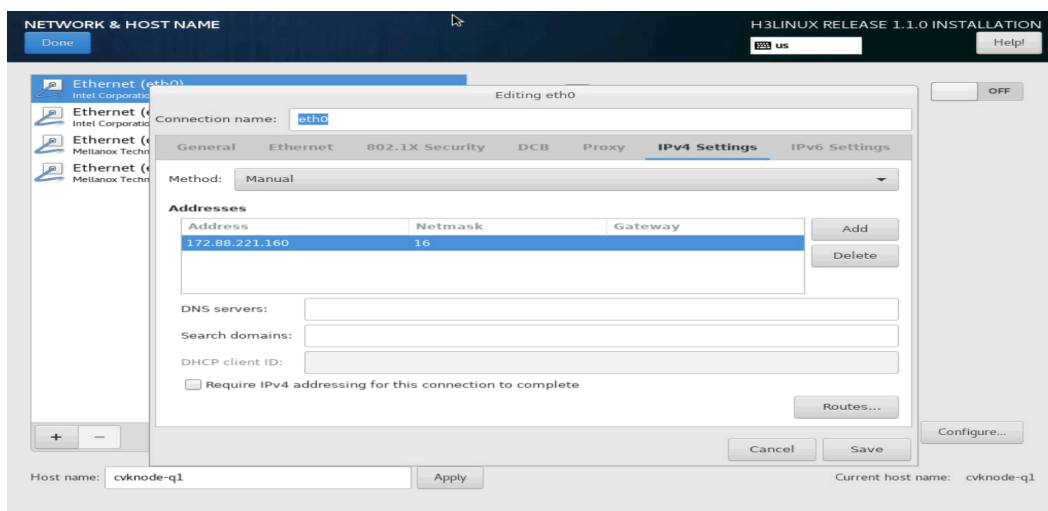 NETWORK & HOST NAME
H3LINUX RELEASE 1.1.0 INSTALLATION
Done
us
Help!
Ethernet (eth0)
Intel Corporatio
Ethernet (e
Intel Corporatio
Ethernet (e
Mellanox Techn
Ethernet (e
Mellanox Techn
OFF
Editing eth0
Connection name: eth0
General Ethernet 802.1X Security DCB Proxy IPv4 Settings IPv6 Settings
Method: Manual
Addresses
Address Netmask Gateway
172.88.221.160 16
Add
Delete
DNS servers:
Search domains:
DHCP client ID:
Require IPv4 addressing for this connection to complete
Routes...
Cancel Save
+ −
Configure...
Host name: cvknode-q1 Apply Current host name: cvknode-q1